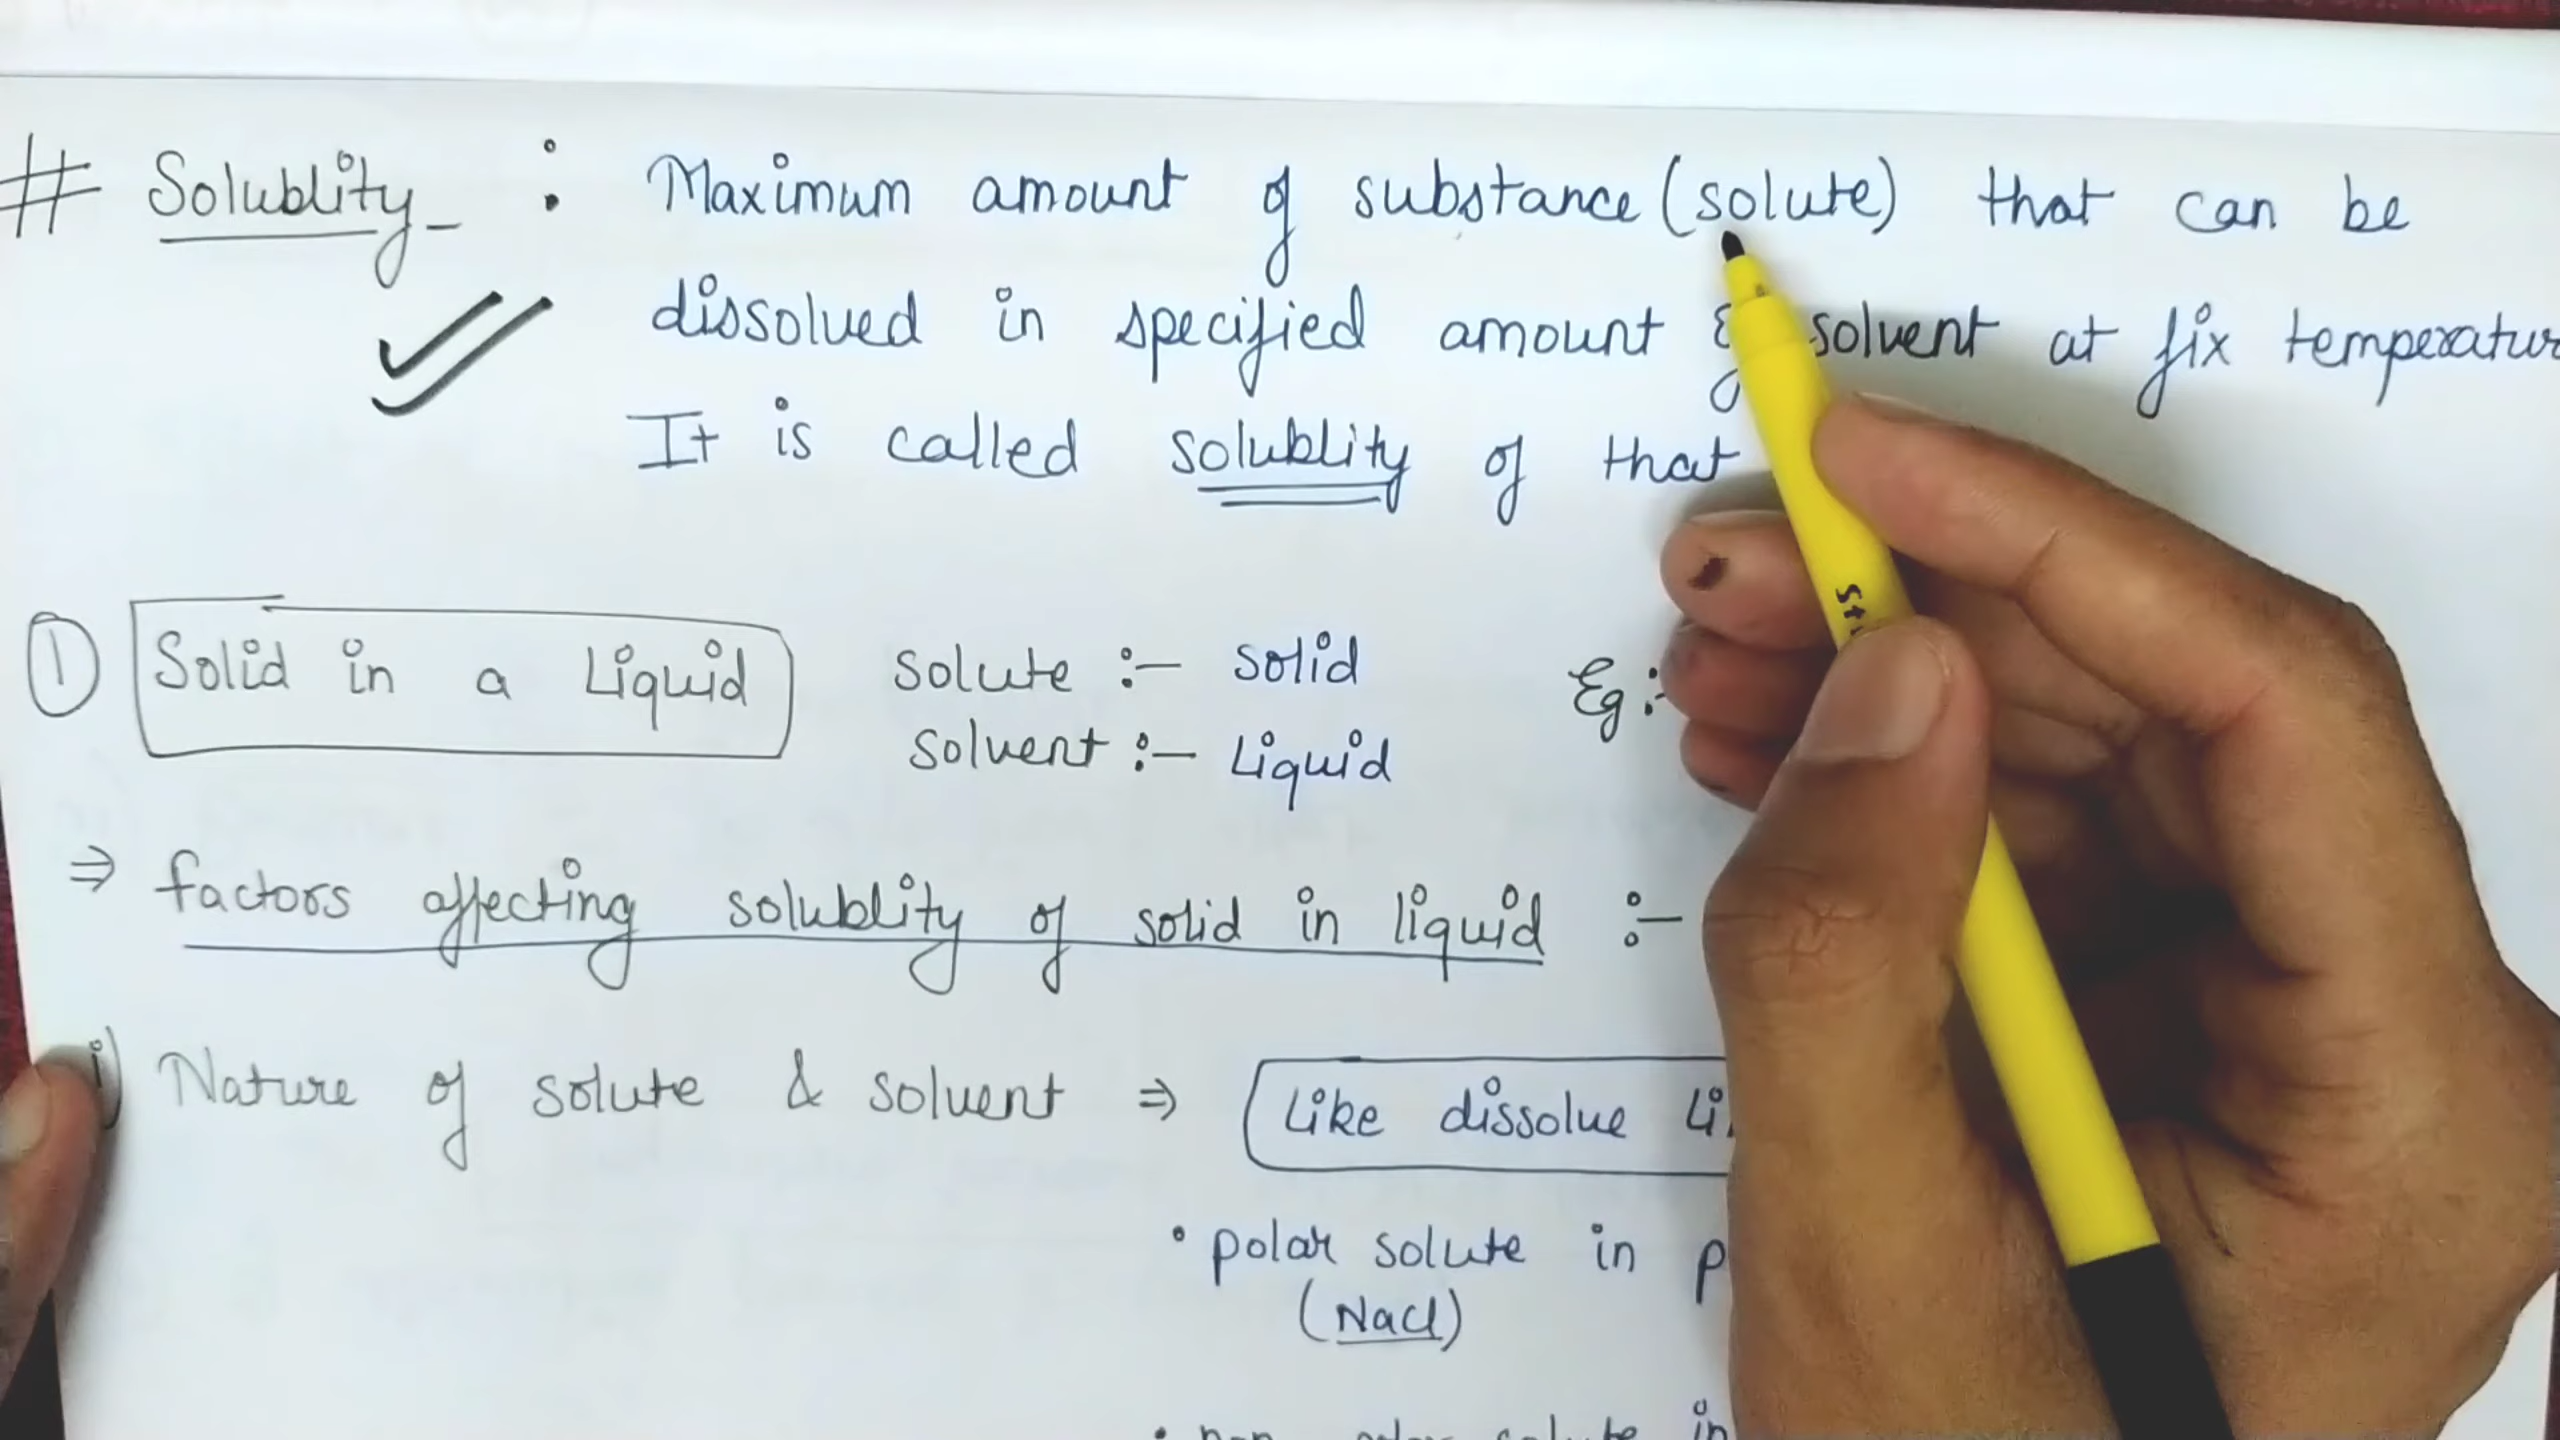 # Solublity : Maximum amount of substance (solute) that can be
dissolved in specified amount solvent at fix temperatur
It is called solublity of that
① Solid in a Liquid solute :- solid Eg :-
solvent :- Liquid
⇒ factors affecting solublity of solid in liquid :-
i) Nature of solute & solvent ⇒ Like dissolve Li
• polar solute in p
(NaCl)